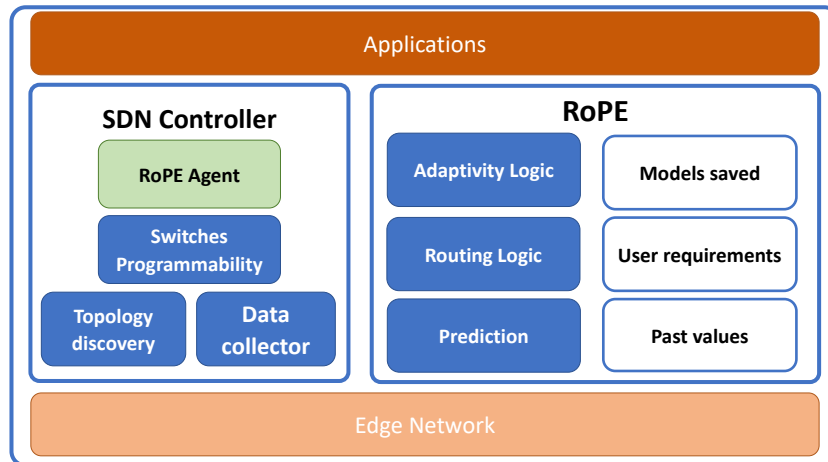 Applications
SDN Controller
RoPE Agent
Switches
Programmability
Topology
discovery
Data
collector
RoPE
Adaptivity Logic
Models saved
Routing Logic
User requirements
Prediction
Past values
Edge Network